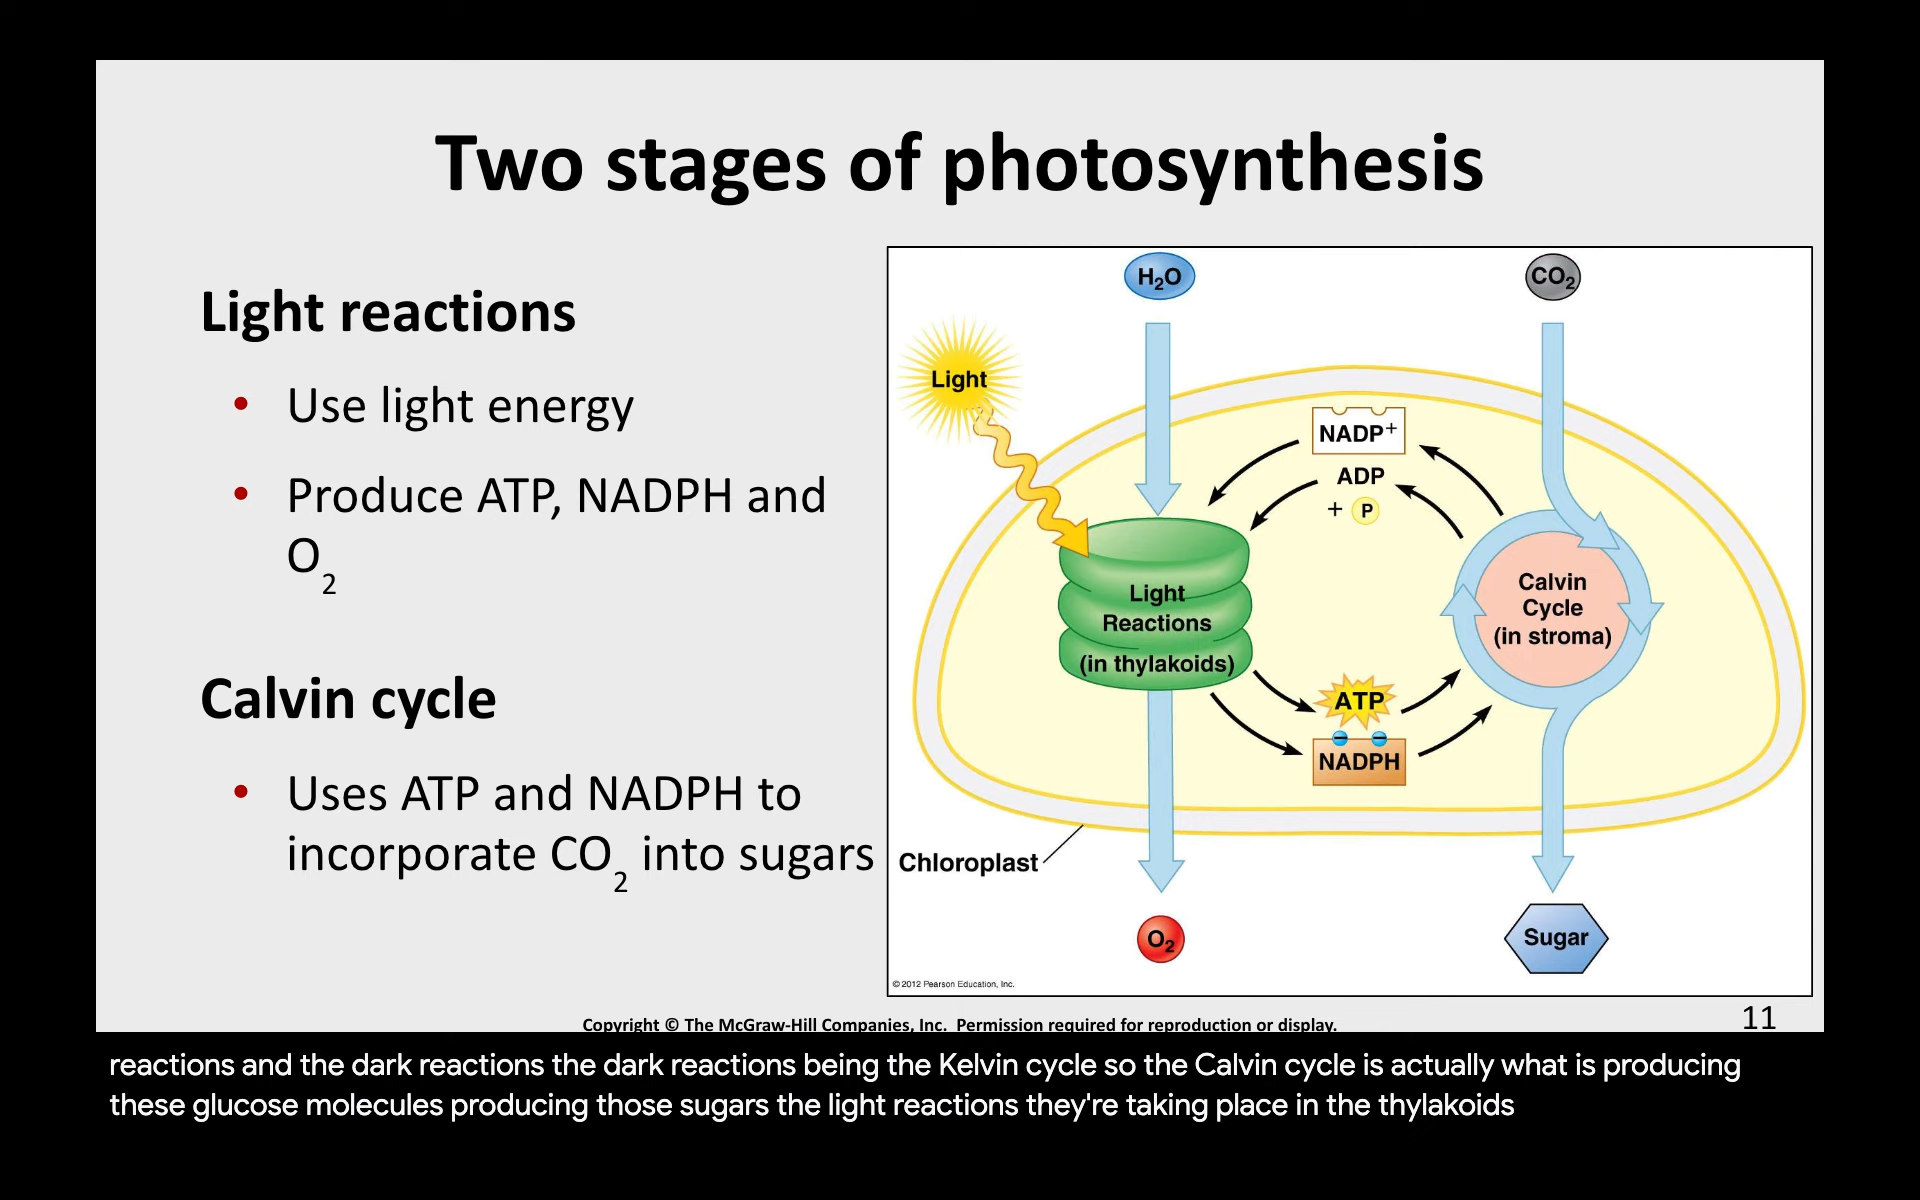 Two stages of photosynthesis
Light reactions
• Use light energy
• Produce ATP, NADPH and
O2
Calvin cycle
• Uses ATP and NADPH to
incorporate CO2 into sugars
H2O
CO2
Light
NADP+
ADP
+ P
Light
Reactions
(in thylakoids)
Calvin
Cycle
(in stroma)
ATP
NADPH
Chloroplast
O2
Sugar
© 2012 Pearson Education, Inc.
Copyright © The McGraw-Hill Companies, Inc. Permission required for reproduction or display.
11
reactions and the dark reactions the dark reactions being the Kelvin cycle so the Calvin cycle is actually what is producing
these glucose molecules producing those sugars the light reactions they're taking place in the thylakoids